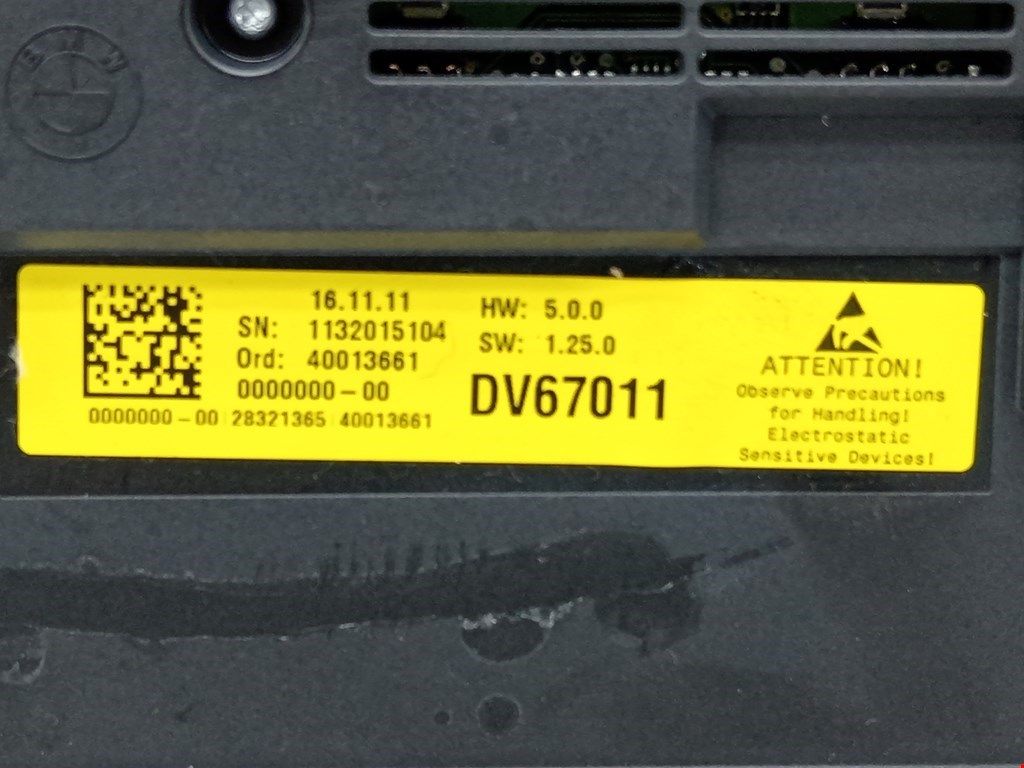 BMW
16.11.11
SN: 1132015104
Ord: 40013661
0000000-00
0000000-00 28321365 40013661
HW: 5.0.0
SW: 1.25.0
DV67011
ATTENTION!
Observe Precautions
for Handling!
Electrostatic
Sensitive Devices!